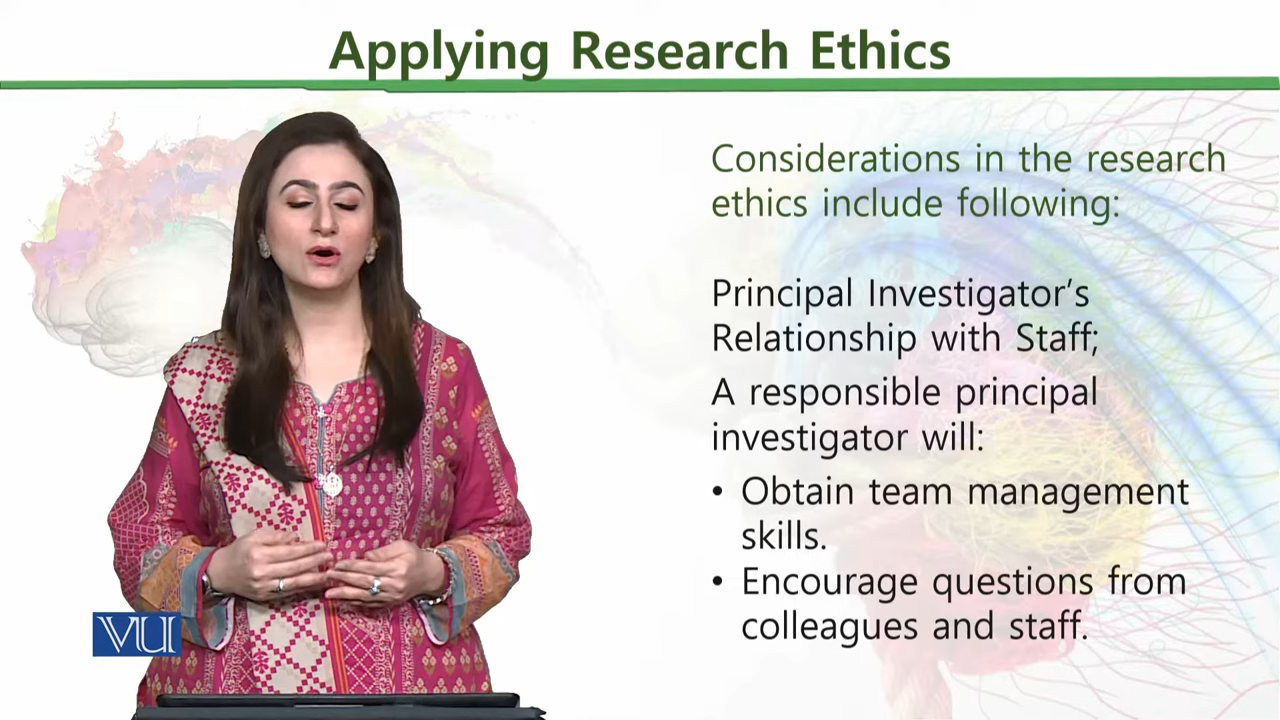 Applying Research Ethics
Considerations in the research
ethics include following:
Principal Investigator’s
Relationship with Staff;
A responsible principal
investigator will:
• Obtain team management
skills.
• Encourage questions from
colleagues and staff.
VU